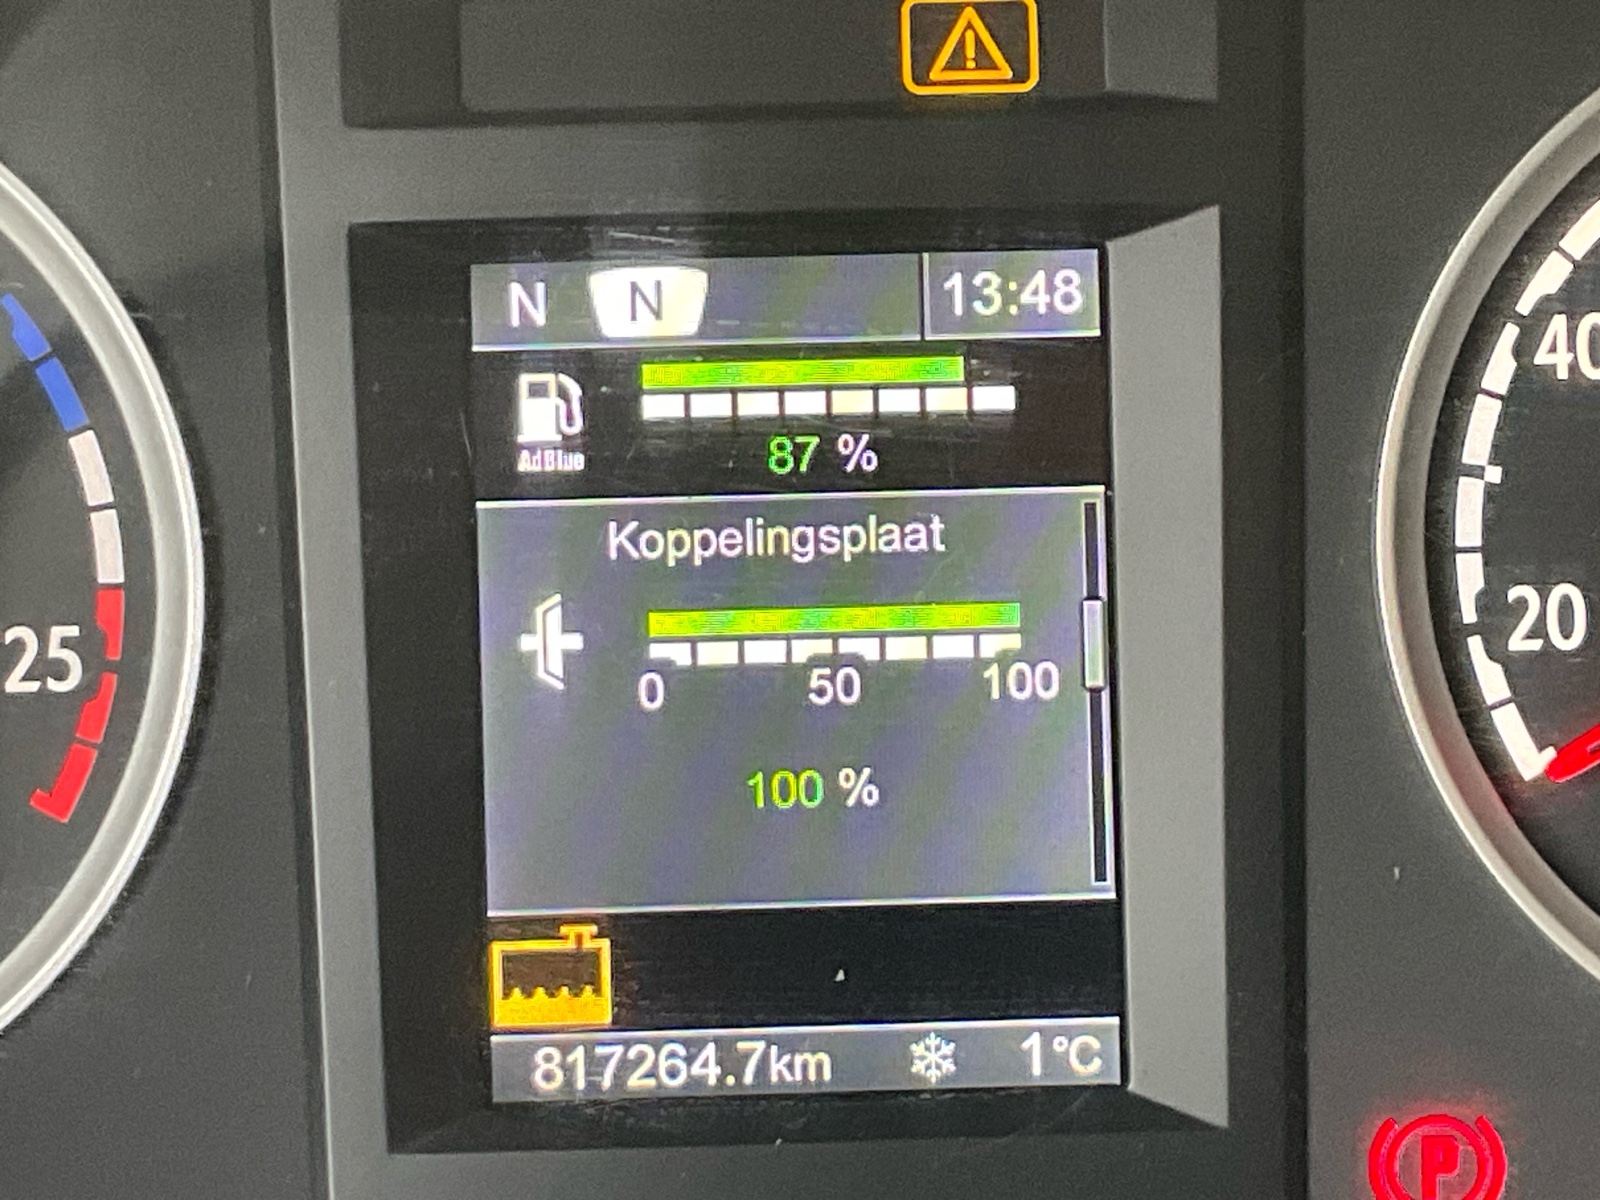 N N 13:48
AdBlue
87 %
Koppelingsplaat
0 50 100
100 %
817264.7km 1°C
25
40
20
P